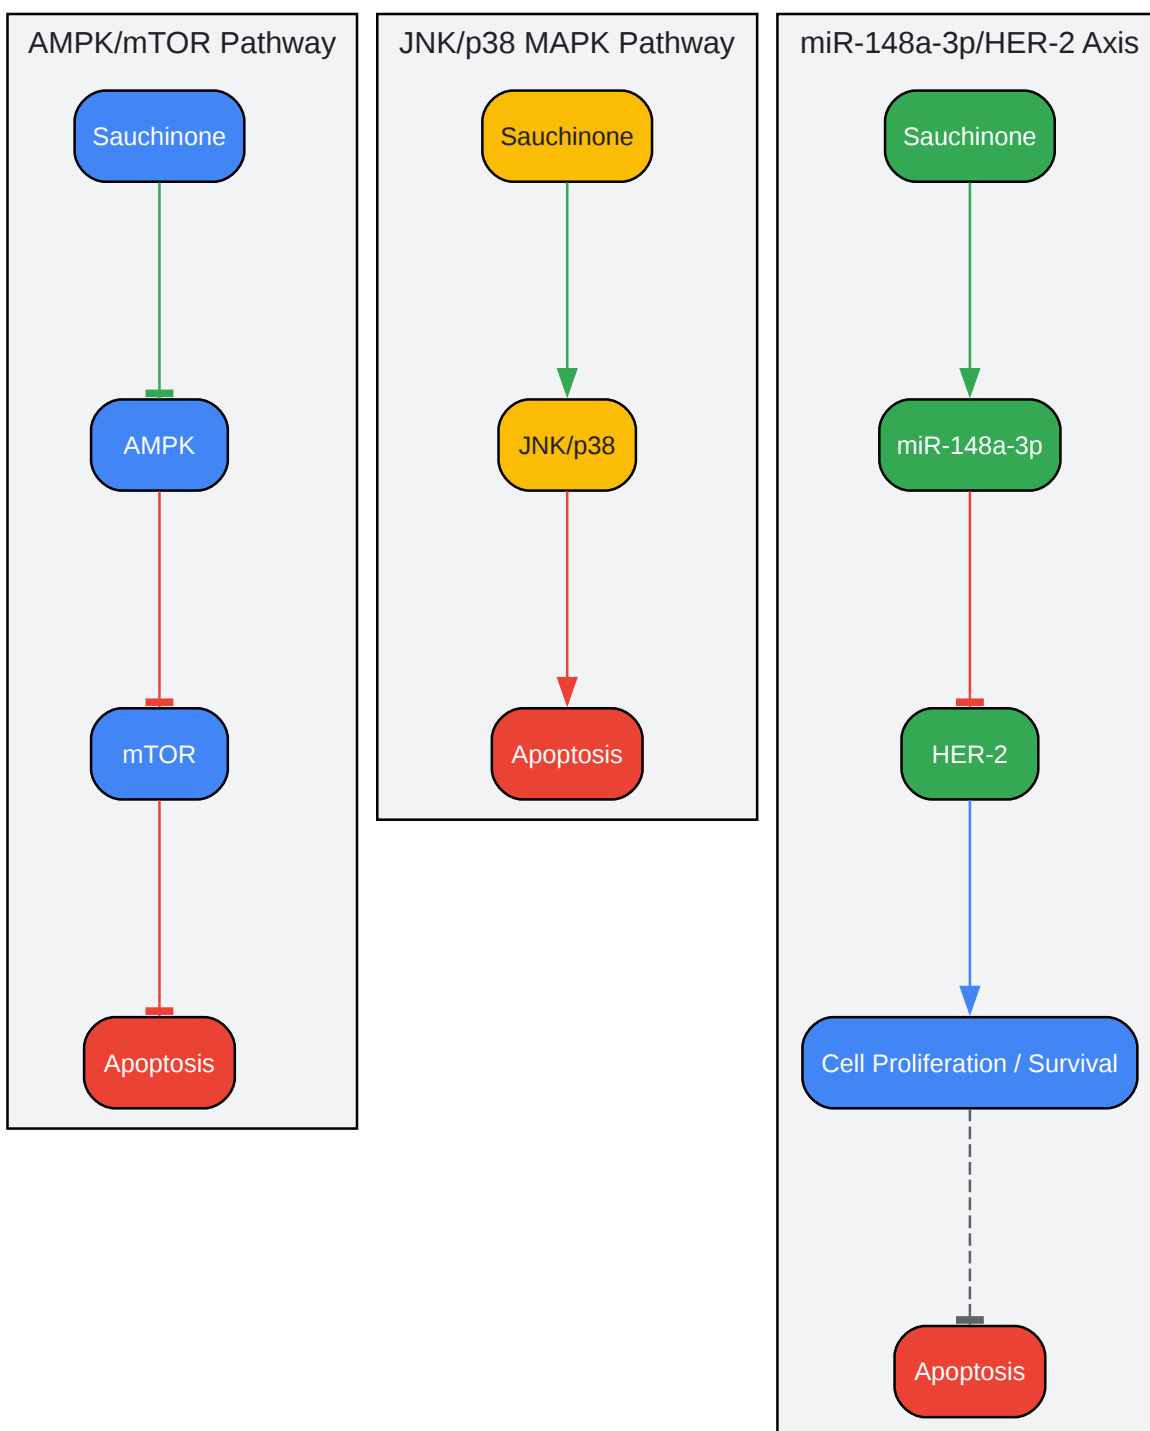 AMPK/mTOR Pathway
Sauchinone
AMPK
mTOR
Apoptosis
JNK/p38 MAPK Pathway
Sauchinone
JNK/p38
Apoptosis
miR-148a-3p/HER-2 Axis
Sauchinone
miR-148a-3p
HER-2
Cell Proliferation / Survival
Apoptosis